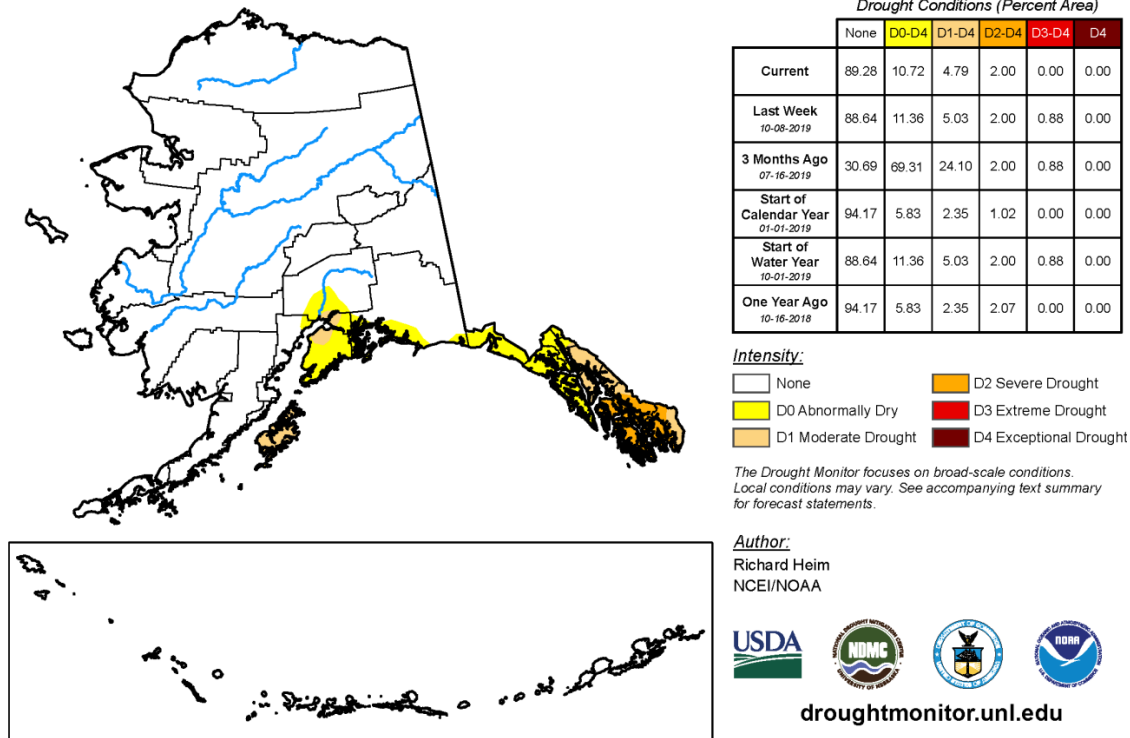 Drought Conditions (Percent Area)
None D0-D4 D1-D4 D2-D4 D3-D4 D4
Current 89.28 10.72 4.79 2.00 0.00 0.00
Last Week
10-08-2019 88.64 11.36 5.03 2.00 0.88 0.00
3 Months Ago
07-16-2019 30.69 69.31 24.10 2.00 0.88 0.00
Start of
Calendar Year
01-01-2019 94.17 5.83 2.35 1.02 0.00 0.00
Start of
Water Year
10-01-2019 88.64 11.36 5.03 2.00 0.88 0.00
One Year Ago
10-16-2018 94.17 5.83 2.35 2.07 0.00 0.00
Intensity:
None
D0 Abnormally Dry
D1 Moderate Drought
D2 Severe Drought
D3 Extreme Drought
D4 Exceptional Drought
The Drought Monitor focuses on broad-scale conditions.
Local conditions may vary. See accompanying text summary
for forecast statements.
Author:
Richard Heim
NCEI/NOAA
USDA
NATIONAL DROUGHT MITIGATION CENTER
NDMC
UNIVERSITY OF NEBRASKA
NOAA
droughtmonitor.unl.edu